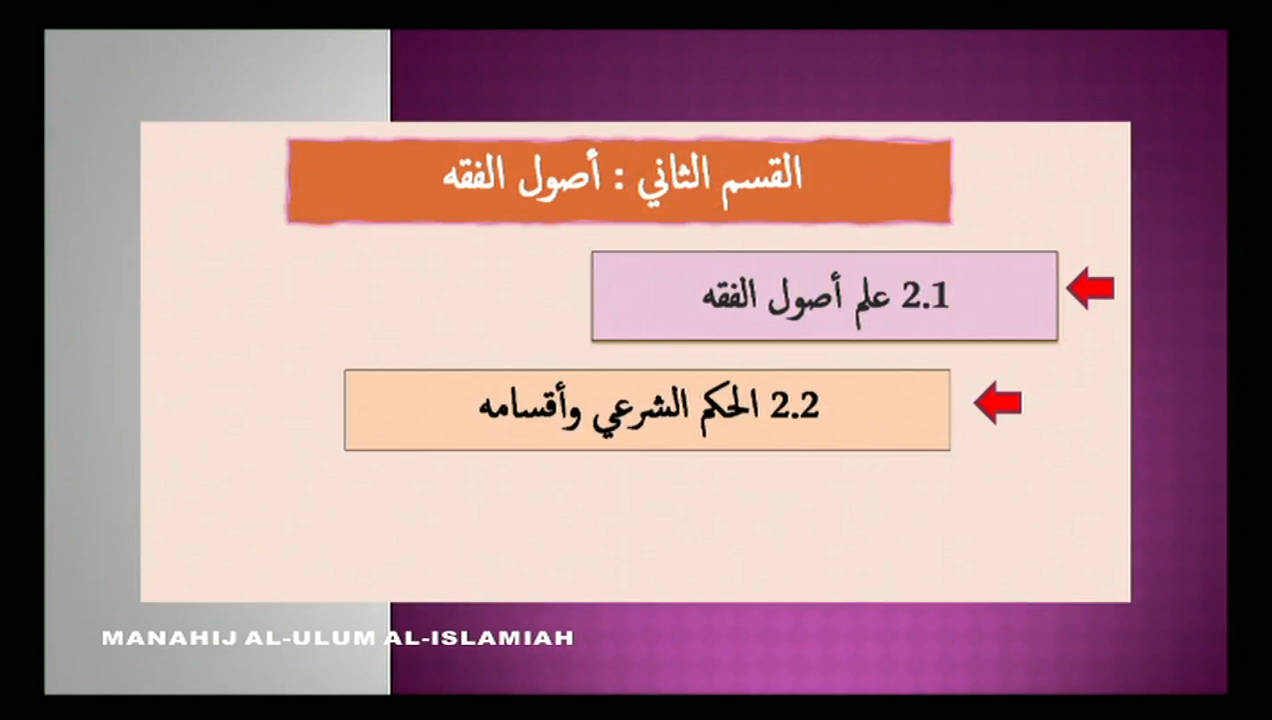 القسم الثاني : أصول الفقه
2.1 علم أصول الفقه
2.2 الحكم الشرعي وأقسامه
MANAHIJ AL-ULUM AL-ISLAMIAH